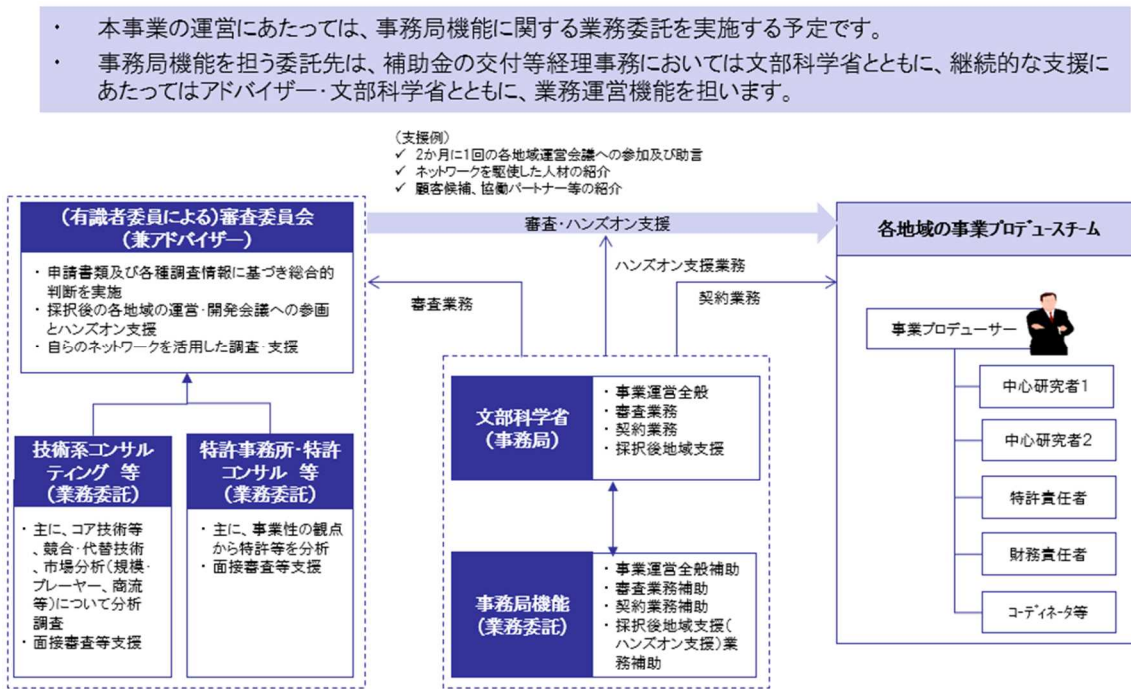 ・ 本事業の運営にあたっては、事務局機能に関する業務委託を実施する予定です。
・ 事務局機能を担う委託先は、補助金の交付等経理事務においては文部科学省とともに、継続的な支援に
あたってはアドバイザー・文部科学省とともに、業務運営機能を担います。
（支援例）
✓ 2か月に1回の各地域運営会議への参加及び助言
✓ ネットワークを駆使した人材の紹介
✓ 顧客候補、協働パートナー等の紹介
審査・ハンズオン支援
（有識者委員による）審査委員会
（兼アドバイザー）
・申請書類及び各種調査情報に基づき総合的
判断を実施
・採択後の各地域の運営・開発会議への参画
とハンズオン支援
・自らのネットワークを活用した調査・支援
技術系コンサル
ティング 等
（業務委託）
・主に、コア技術等
、競合・代替技術
、市場分析（規模・
プレーヤー、商流
等）について分析
調査
・面接審査等支援
特許事務所・特許
コンサル 等
（業務委託）
・主に、事業性の観点
から特許等を分析
・面接審査等支援
審査業務
ハンズオン支援業務
契約業務
文部科学省
（事務局）
・事業運営全般
・審査業務
・契約業務
・採択後地域支援
事務局機能
（業務委託）
・事業運営全般補助
・審査業務補助
・契約業務補助
・採択後地域支援（
ハンズオン支援）業
務補助
各地域の事業プロデュースチーム
事業プロデューサー
中心研究者1
中心研究者2
特許責任者
財務責任者
コーディネータ等